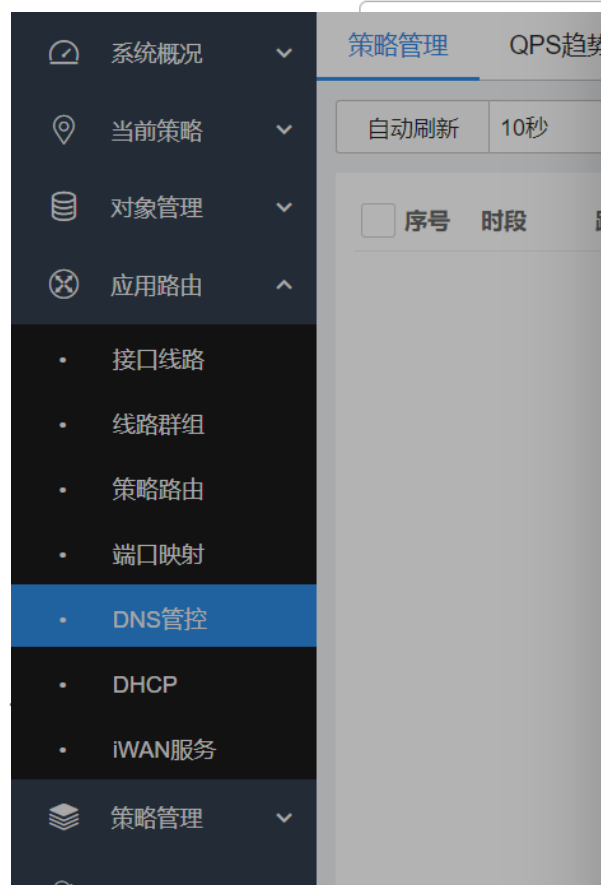 系统概况
当前策略
对象管理
应用路由
接口线路
线路群组
策略路由
端口映射
DNS管控
DHCP
iWAN服务
策略管理
策略管理 QPS趋势
自动刷新 10秒
序号 时段